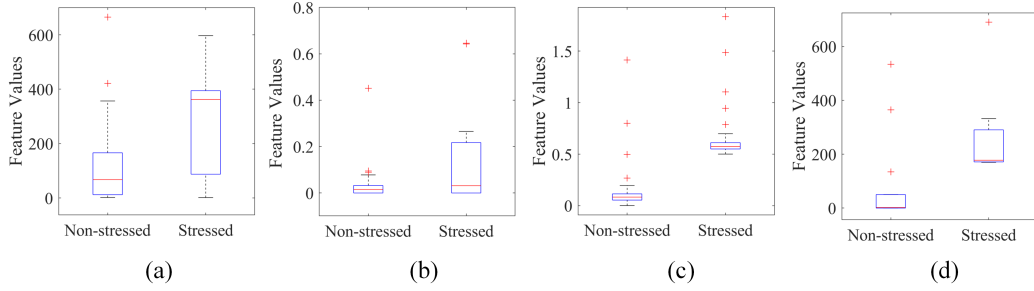 Feature Values
600
400
200
0
Non-stressed Stressed
(a)
Feature Values
0.8
0.6
0.4
0.2
0
Non-stressed Stressed
(b)
Feature Values
1.5
1
0.5
0
Non-stressed Stressed
(c)
Feature Values
600
400
200
0
Non-stressed Stressed
(d)